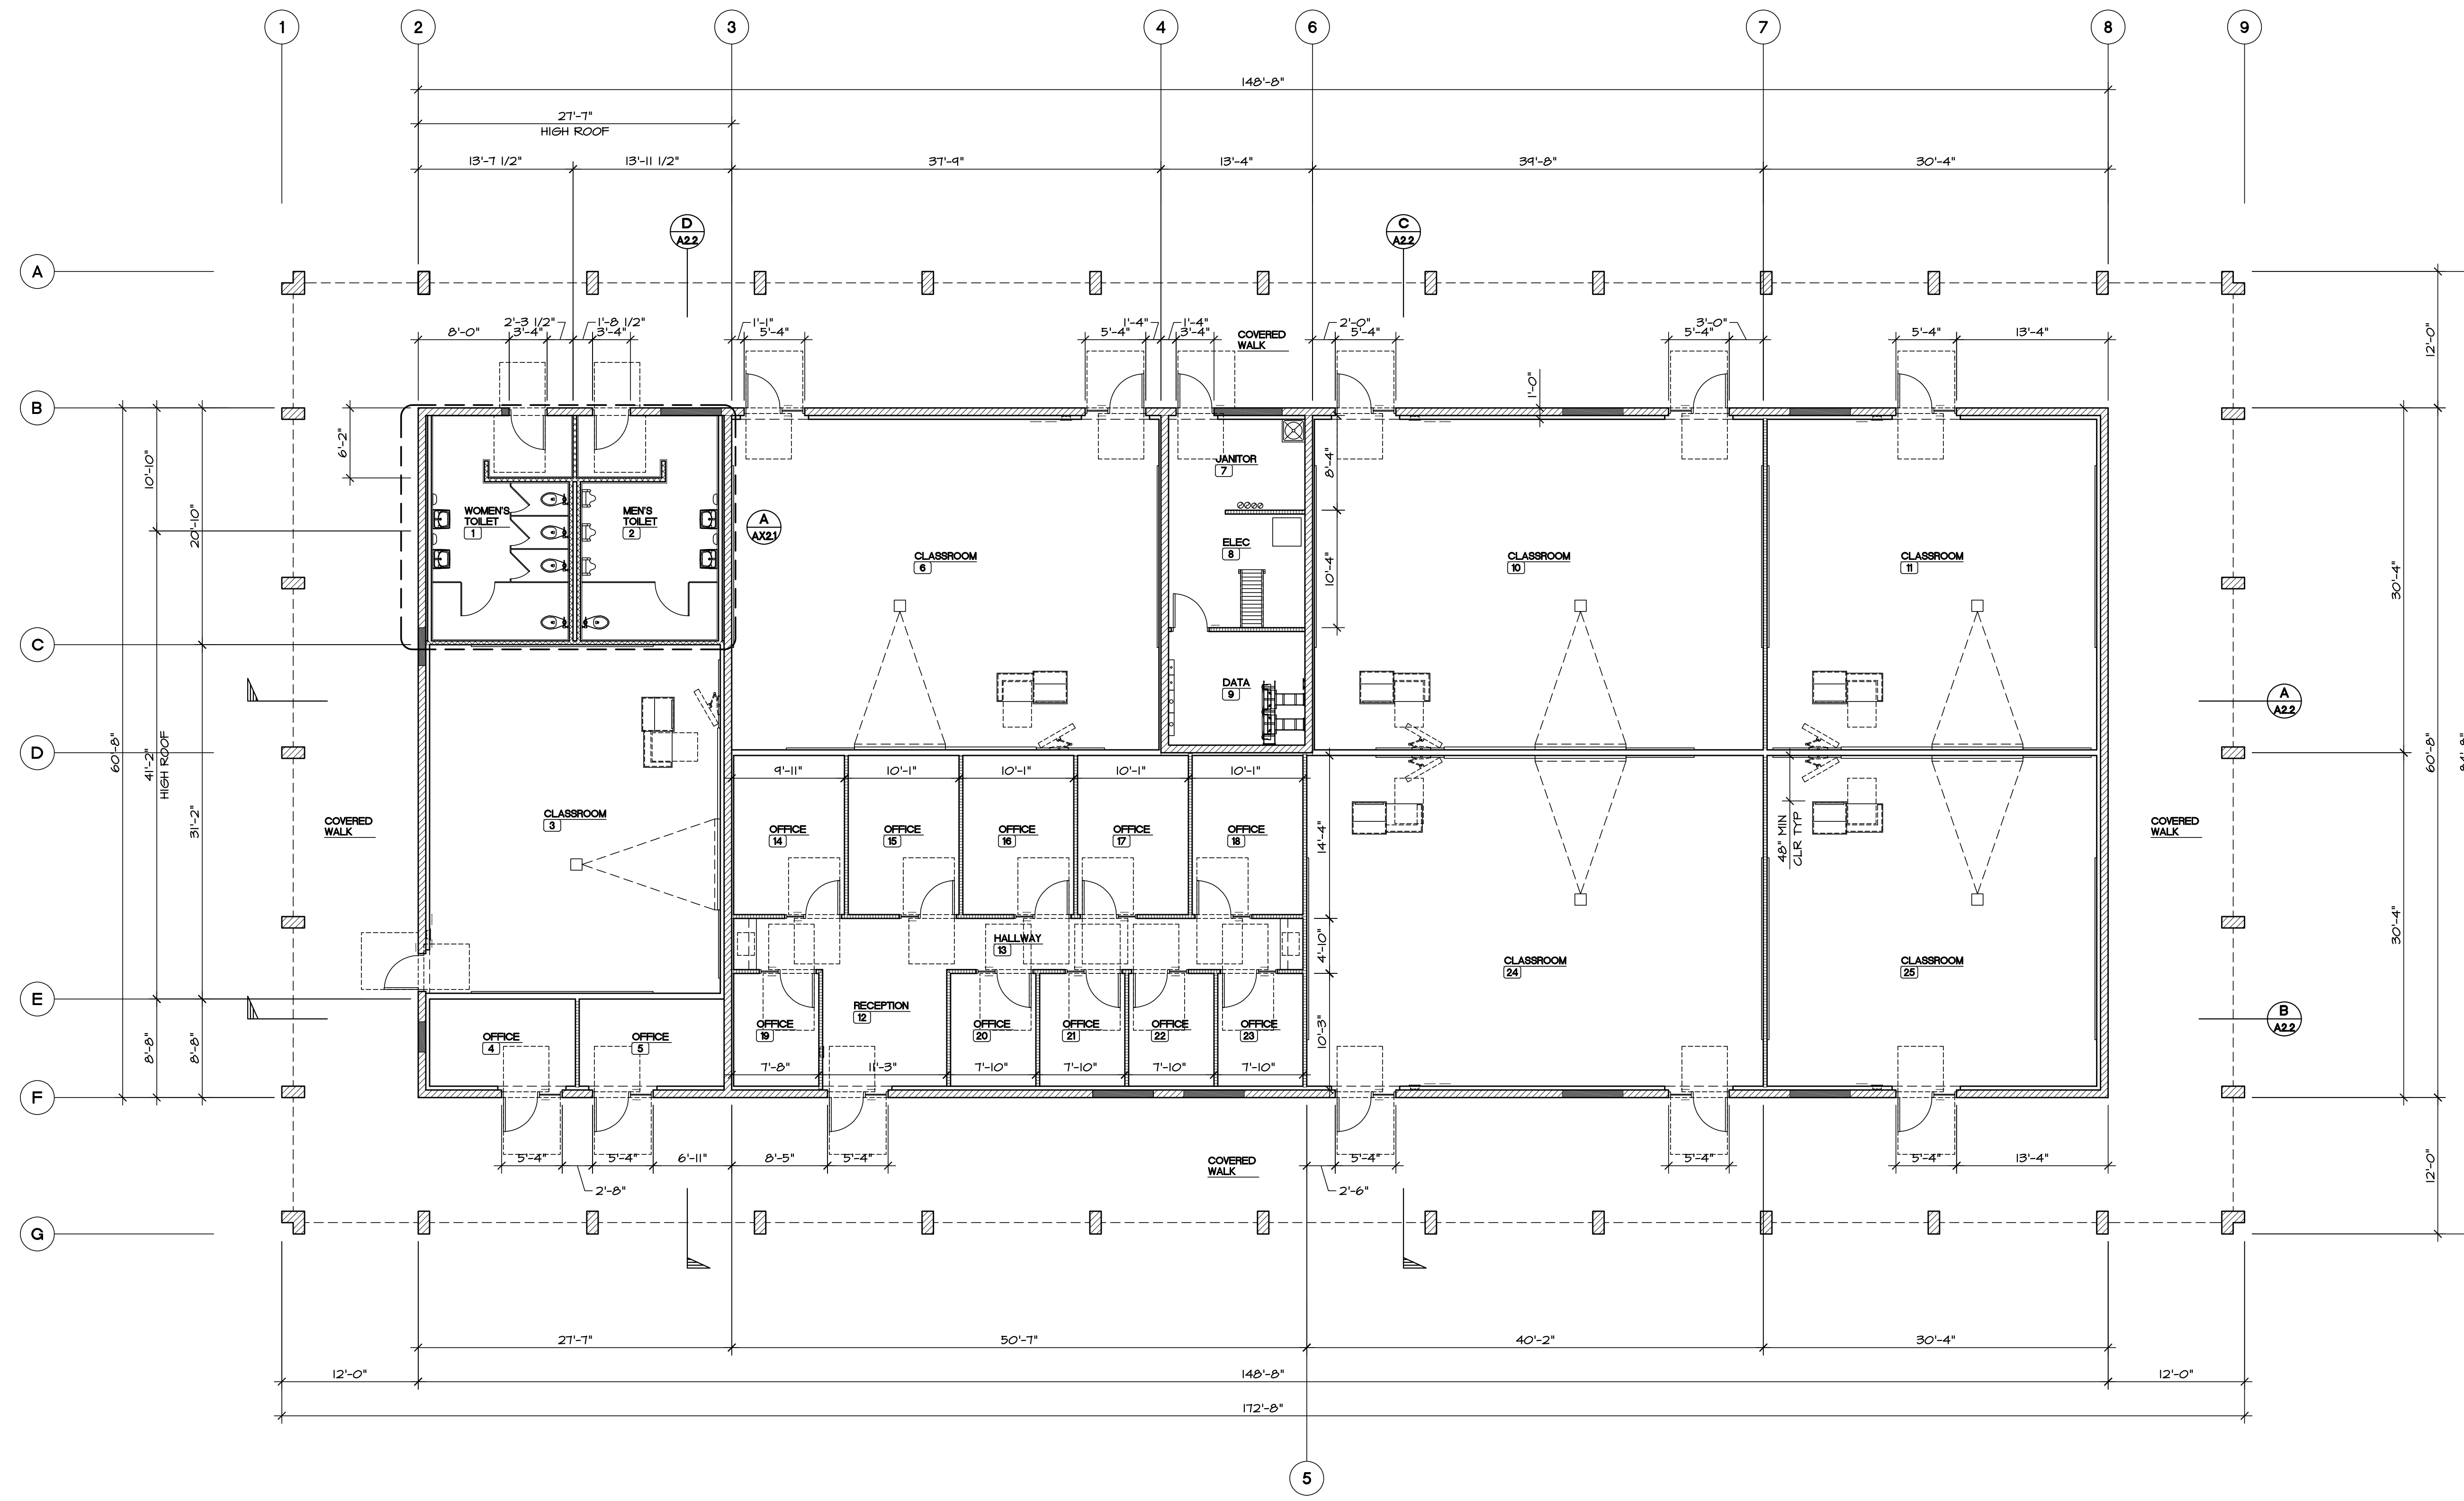 1
2
3
4
6
7
8
9
148'-8"
27'-7"
HIGH ROOF
13'-7 1/2"
13'-11 1/2"
37'-9"
13'-4"
39'-8"
30'-4"
D
A2.2
C
A2.2
A
8'-0"
2'-3 1/2"
3'-4"
1'-8 1/2"
3'-4"
1'-1"
5'-4"
5'-4"
1'-4"
1'-4"
3'-4"
COVERED
WALK
2'-0"
5'-4"
3'-0"
5'-4"
5'-4"
13'-4"
12'-0"
B
1'-0"
6'-2"
10'-10"
20'-10"
WOMEN'S
TOILET
1
MEN'S
TOILET
2
A
AX2.1
CLASSROOM
6
JANITOR
7
8'-4"
ELEC
8
10'-4"
DATA
9
CLASSROOM
10
CLASSROOM
11
30'-4"
C
A
A2.2
D
60'-8"
41'-2"
HIGH ROOF
31'-2"
60'-8"
COVERED
WALK
CLASSROOM
3
9'-11"
10'-1"
10'-1"
10'-1"
10'-1"
OFFICE
14
OFFICE
15
OFFICE
16
OFFICE
17
OFFICE
18
14'-4"
48" MIN
CLR TYP
COVERED
WALK
HALLWAY
13
4'-10"
CLASSROOM
24
CLASSROOM
25
30'-4"
E
8'-8"
8'-8"
OFFICE
4
OFFICE
5
OFFICE
19
RECEPTION
12
OFFICE
20
OFFICE
21
OFFICE
22
OFFICE
23
10'-3"
7'-8"
11'-3"
7'-10"
7'-10"
7'-10"
7'-10"
B
A2.2
F
5'-4"
2'-8"
5'-4"
6'-11"
8'-5"
5'-4"
COVERED
WALK
5'-4"
2'-6"
5'-4"
5'-4"
13'-4"
12'-0"
G
27'-7"
50'-7"
40'-2"
30'-4"
12'-0"
148'-8"
12'-0"
172'-8"
5